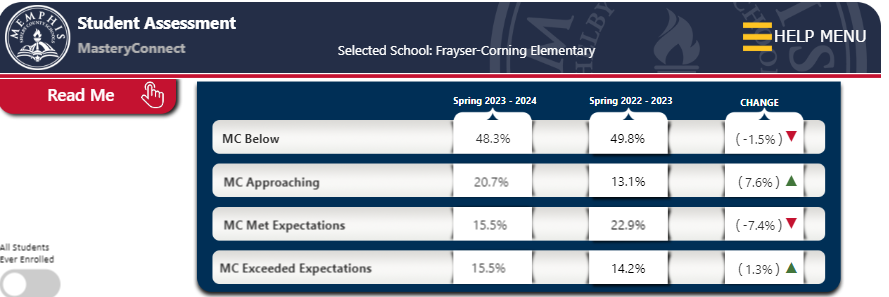 MEMPHIS
Student Assessment
MasteryConnect
Selected School: Frayser-Corning Elementary
HELP MENU
Read Me
Spring 2023 - 2024 Spring 2022 - 2023 CHANGE
MC Below 48.3% 49.8% ( -1.5% )
MC Approaching 20.7% 13.1% ( 7.6% )
MC Met Expectations 15.5% 22.9% ( -7.4% )
MC Exceeded Expectations 15.5% 14.2% ( 1.3% )
All Students
Ever Enrolled